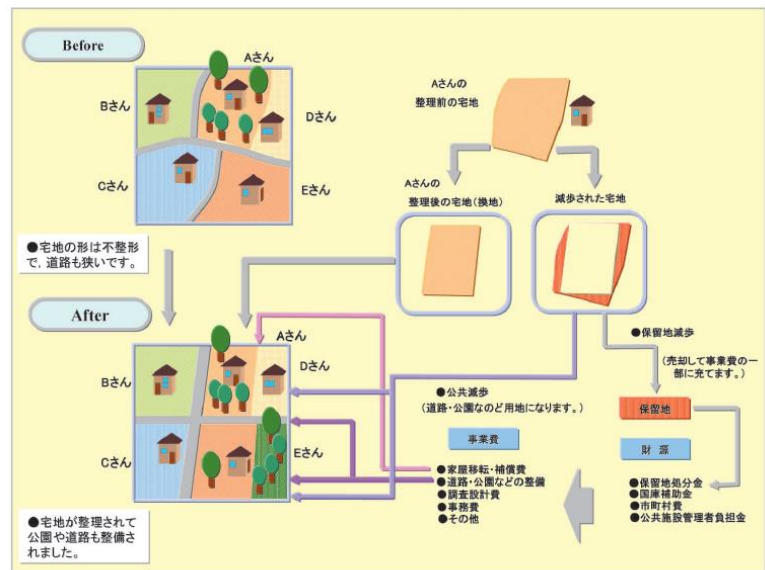 Before
Aさん
Bさん
Dさん
Cさん
Eさん
●宅地の形は不整形
で，道路も狭いです。
Aさんの
整理前の宅地
Aさんの
整理後の宅地（換地）
減歩された宅地
After
Aさん
Bさん
Dさん
Cさん
Eさん
●宅地が整理されて
公園や道路も整備さ
れました。
●保留地減歩
（売却して事業費の一
部に充てます。）
●公共減歩
（道路・公園なのど用地になります。）
保留地
事業費
財 源
●家屋移転・補償費
●道路・公園などの整備
●調査設計費
●事務費
●その他
●保留地処分金
●国庫補助金
●市町村費
●公共施設管理者負担金